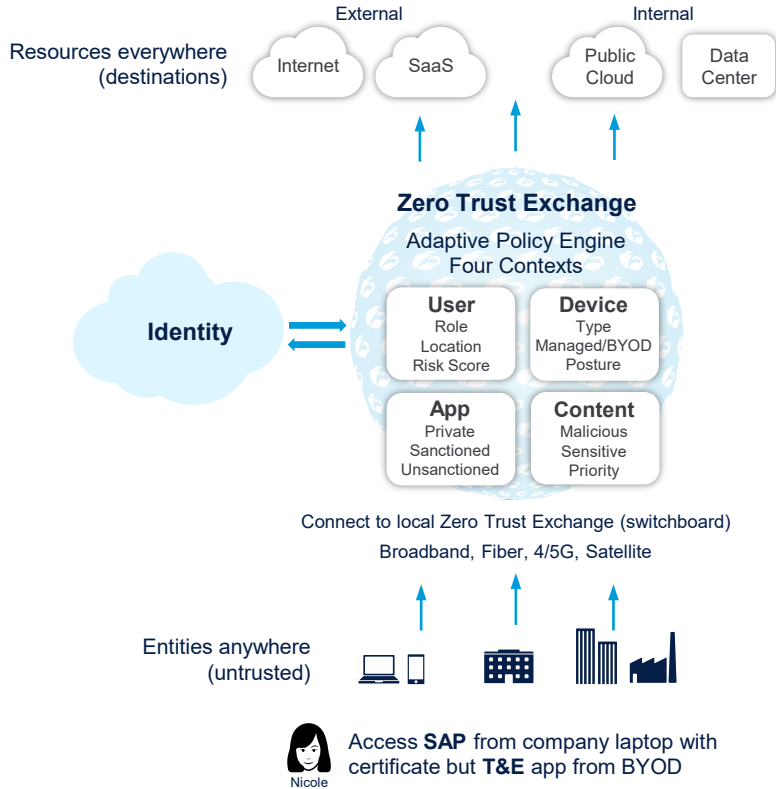 External
Internal
Resources everywhere
(destinations)
Internet
SaaS
Public
Cloud
Data
Center
Zero Trust Exchange
Adaptive Policy Engine
Four Contexts
Identity
User
Role
Location
Risk Score
Device
Type
Managed/BYOD
Posture
App
Private
Sanctioned
Unsanctioned
Content
Malicious
Sensitive
Priority
Connect to local Zero Trust Exchange (switchboard)
Broadband, Fiber, 4/5G, Satellite
Entities anywhere
(untrusted)
Nicole
Access SAP from company laptop with
certificate but T&E app from BYOD